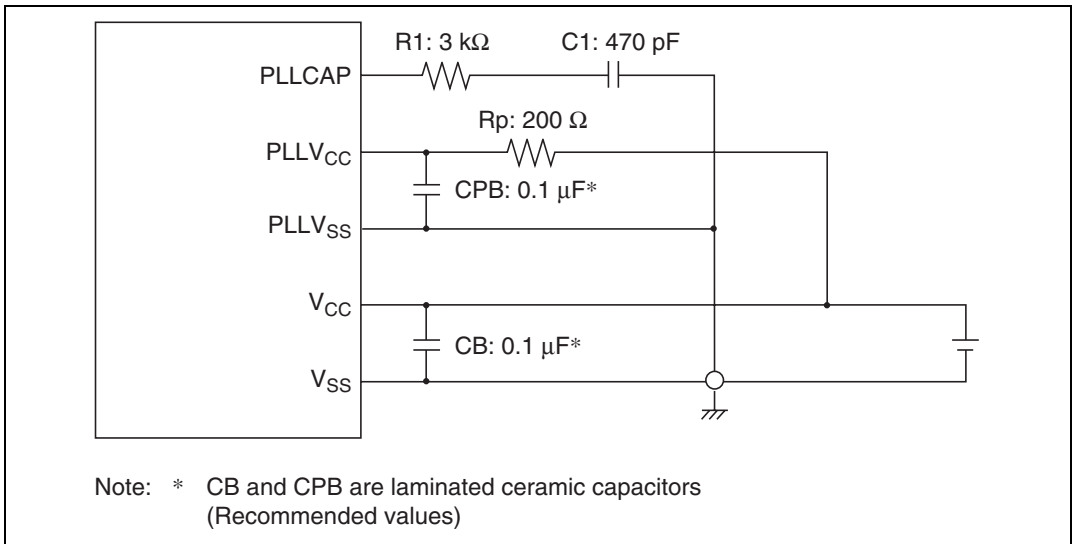 R1: 3 kΩ
C1: 470 pF
PLLCAP
Rp: 200 Ω
PLLVCC
CPB: 0.1 μF*
PLLVSS
VCC
CB: 0.1 μF*
VSS
Note: * CB and CPB are laminated ceramic capacitors
(Recommended values)